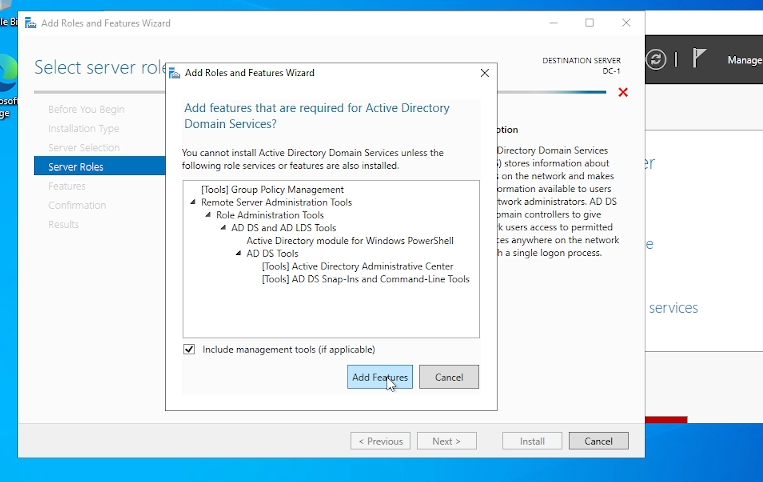 le Bi
Add Roles and Features Wizard
Select server role
DESTINATION SERVER
DC-1
Manage
Before You Begin
Installation Type
Server Selection
Server Roles
Features
Confirmation
Results
Add Roles and Features Wizard
Add features that are required for Active Directory
Domain Services?
You cannot install Active Directory Domain Services unless the
following role services or features are also installed.
[Tools] Group Policy Management
Remote Server Administration Tools
Role Administration Tools
AD DS and AD LDS Tools
Active Directory module for Windows PowerShell
AD DS Tools
[Tools] Active Directory Administrative Center
[Tools] AD DS Snap-Ins and Command-Line Tools
Include management tools (if applicable)
Add Features
Cancel
ption
Directory Domain Services
) stores information about
on the network and makes
ormation available to users
twork administrators. AD DS
omain controllers to give
k users access to permitted
ces anywhere on the network
h a single logon process.
< Previous
Next >
Install
Cancel
osoft
ge
er
e
services